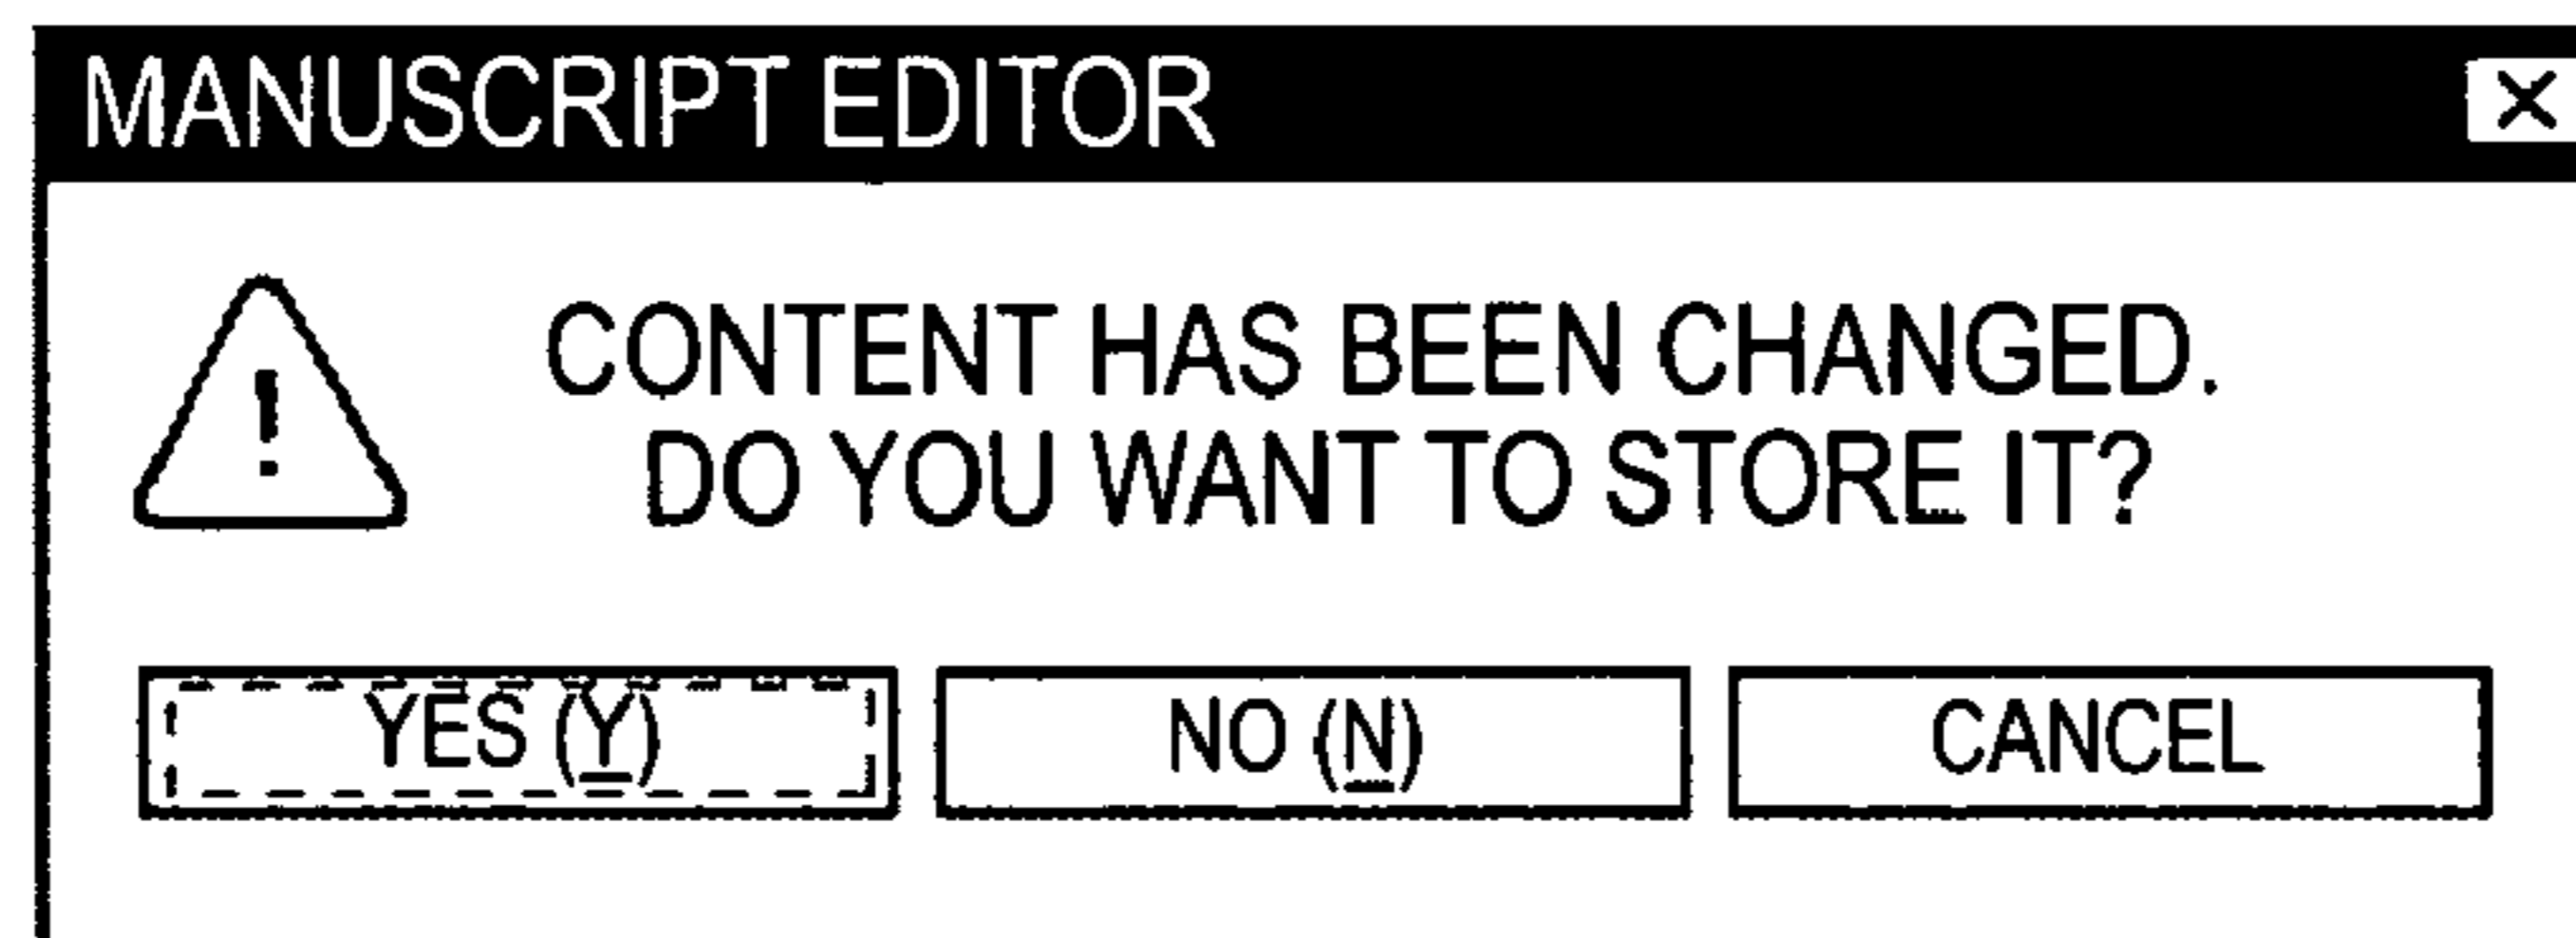 MANUSCRIPT EDITOR
CONTENT HAS BEEN CHANGED.
DO YOU WANT TO STORE IT?
YES (Y) NO (N) CANCEL